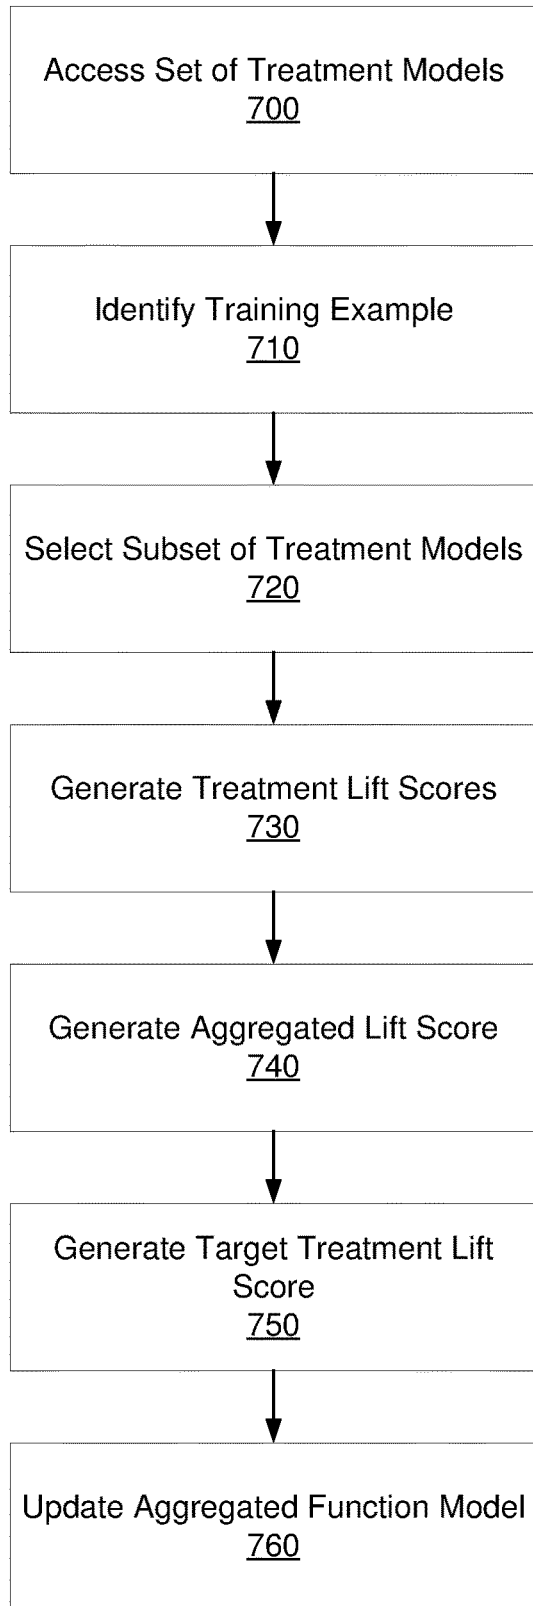 Access Set of Treatment Models
700
Identify Training Example
710
Select Subset of Treatment Models
720
Generate Treatment Lift Scores
730
Generate Aggregated Lift Score
740
Generate Target Treatment Lift
Score
750
Update Aggregated Function Model
760